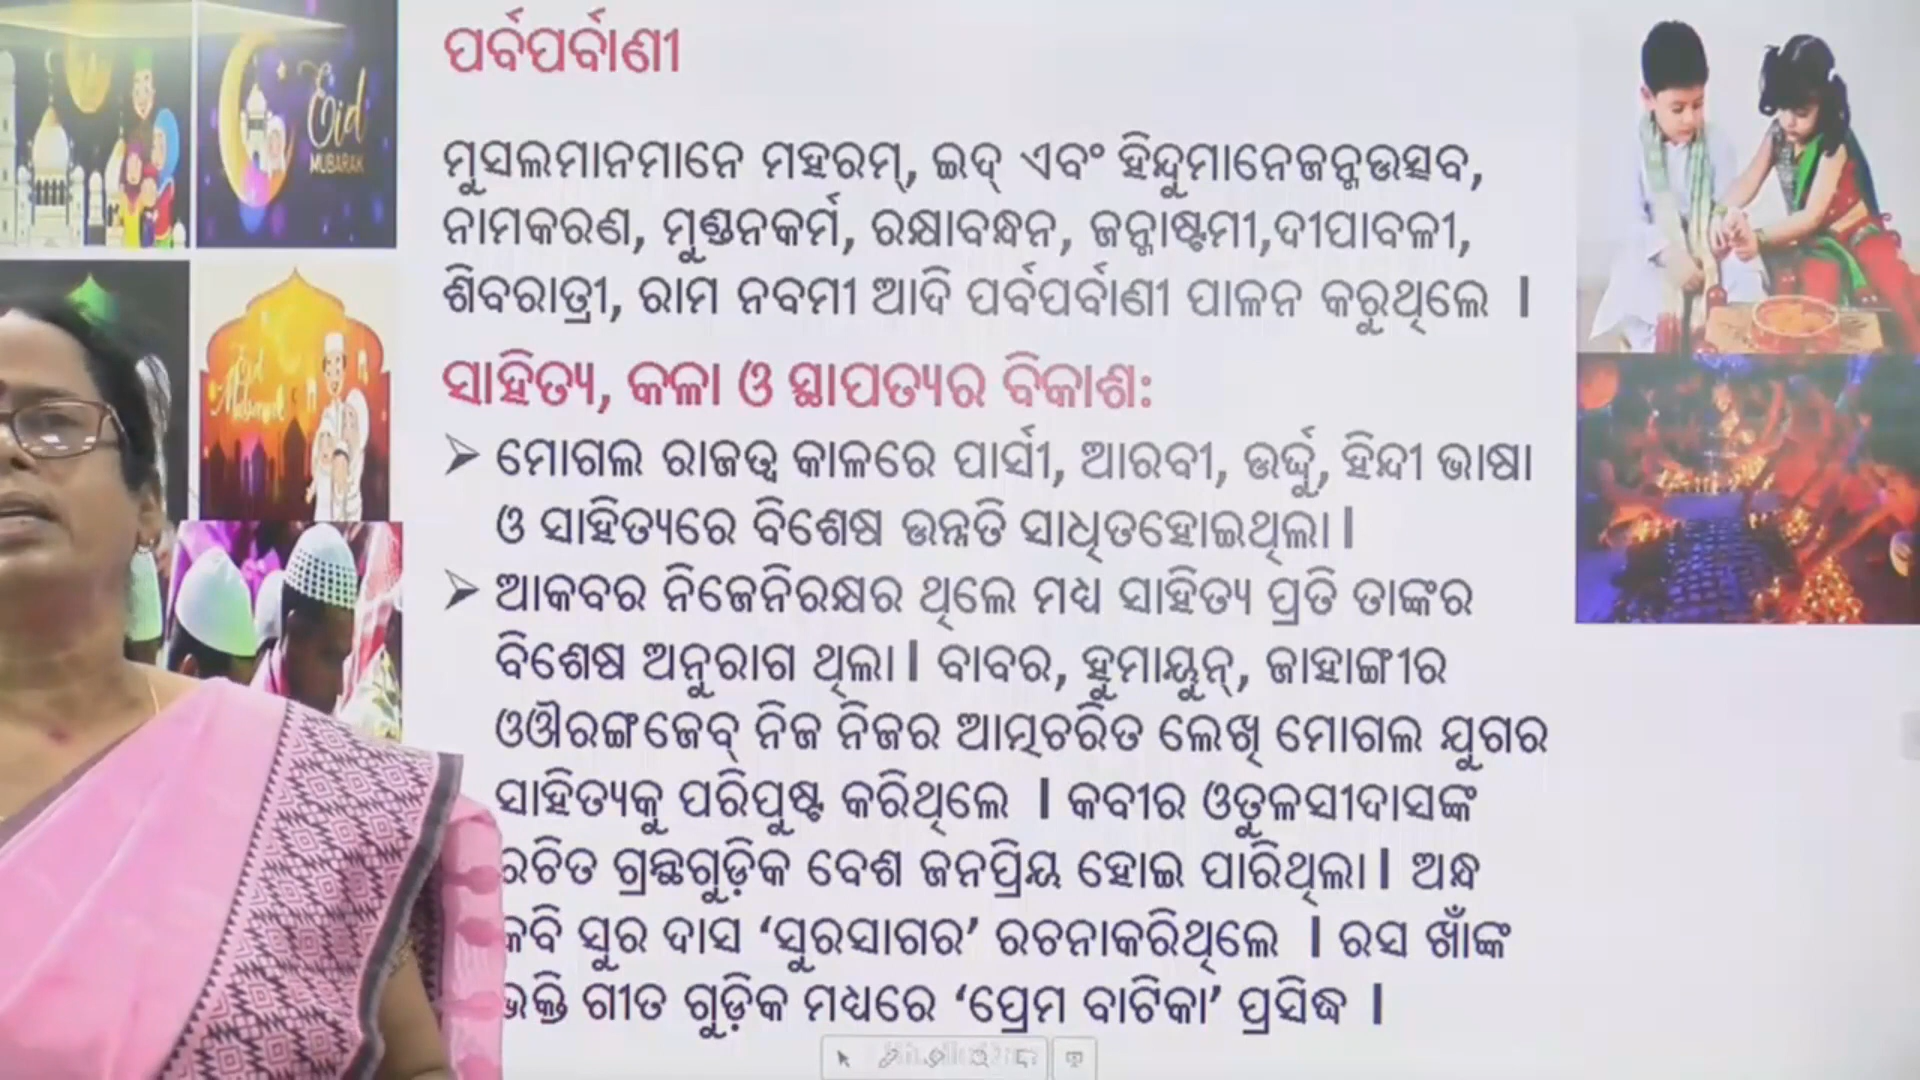 ପର୍ବପର୍ବାଣୀ
Eid
MUBARAK
ମୁସଲମାନମାନେ ମହରମ୍, ଇଦ୍ ଏବଂ ହିନ୍ଦୁମାନେଜନ୍ମଉତ୍ସବ,
ନାମକରଣ, ମୁଣ୍ଡନକର୍ମ, ରକ୍ଷାବନ୍ଧନ, ଜନ୍ମାଷ୍ଟମୀ,ଦୀପାବଳୀ,
ଶିବରାତ୍ରୀ, ରାମ ନବମୀ ଆଦି ପର୍ବପର୍ବାଣୀ ପାଳନ କରୁଥିଲେ ।
ସାହିତ୍ୟ, କଳା ଓ ସ୍ଥାପତ୍ୟର ବିକାଶ:
➢ ମୋଗଲ ରାଜତ୍ୱ କାଳରେ ପାର୍ସୀ, ଆରବୀ, ଉର୍ଦ୍ଦୁ, ହିନ୍ଦୀ ଭାଷା
ଓ ସାହିତ୍ୟରେ ବିଶେଷ ଉନ୍ନତି ସାଧିତହୋଇଥିଲା।
➢ ଆକବର ନିଜେନିରକ୍ଷର ଥିଲେ ମଧ୍ୟ ସାହିତ୍ୟ ପ୍ରତି ତାଙ୍କର
ବିଶେଷ ଅନୁରାଗ ଥିଲା। ବାବର, ହୁମାୟୁନ୍, ଜାହାଙ୍ଗୀର
ଓଔରଙ୍ଗଜେବ୍ ନିଜ ନିଜର ଆତ୍ମଚରିତ ଲେଖି ମୋଗଲ ଯୁଗର
ସାହିତ୍ୟକୁ ପରିପୁଷ୍ଟ କରିଥିଲେ । କବୀର ଓତୁଳସୀଦାସଙ୍କ
ରଚିତ ଗ୍ରନ୍ଥଗୁଡ଼ିକ ବେଶ ଜନପ୍ରିୟ ହୋଇ ପାରିଥିଲା। ଅନ୍ଧ
କବି ସୁର ଦାସ ‘ସୁରସାଗର’ ରଚନାକରିଥିଲେ । ରସ ଖାଁଙ୍କ
ଭକ୍ତି ଗୀତ ଗୁଡ଼ିକ ମଧ୍ୟରେ ‘ପ୍ରେମ ବାଟିକା’ ପ୍ରସିଦ୍ଧ ।